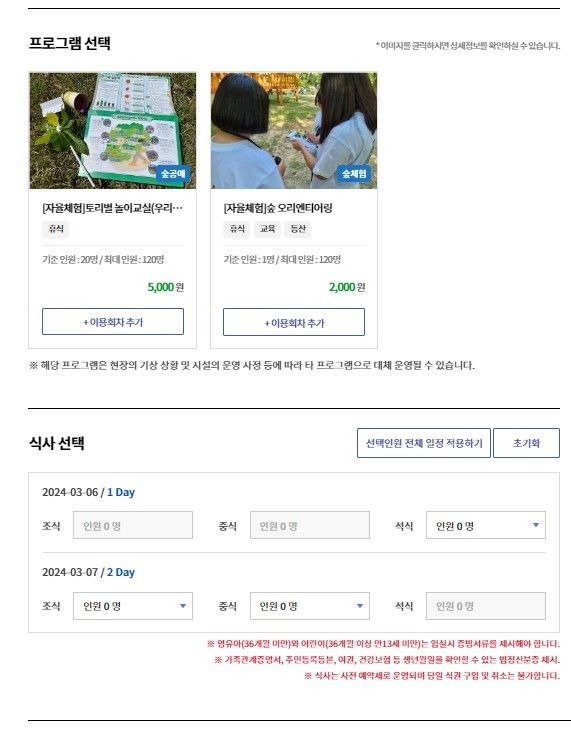 프로그램 선택
* 이미지를 클릭하시면 상세정보를 확인하실 수 있습니다.
숲공예
숲체험
[자율체험]토리별 놀이교실(우리…
[자율체험]숲 오리엔티어링
휴식
휴식 교육 등산
기준 인원 : 20명 / 최대 인원 : 120명
기준 인원 : 1명 / 최대 인원 : 120명
5,000 원
2,000 원
+ 이용회차 추가
+ 이용회차 추가
※ 해당 프로그램은 현장의 기상 상황 및 시설의 운영 사정 등에 따라 타 프로그램으로 대체 운영될 수 있습니다.
식사 선택
선택인원 전체 일정 적용하기
초기화
2024-03-06 / 1 Day
조식 인원 0 명 중식 인원 0 명 석식 인원 0 명
2024-03-07 / 2 Day
조식 인원 0 명 중식 인원 0 명 석식 인원 0 명
※ 영유아(36개월 미만)와 어린이(36개월 이상 만13세 미만)는 입실시 증빙서류를 제시해야 합니다.
※ 가족관계증명서, 주민등록등본, 여권, 건강보험 등 생년월일을 확인할 수 있는 법정신분증 제시.
※ 식사는 사전 예약제로 운영되며 당일 식권 구입 및 취소는 불가합니다.